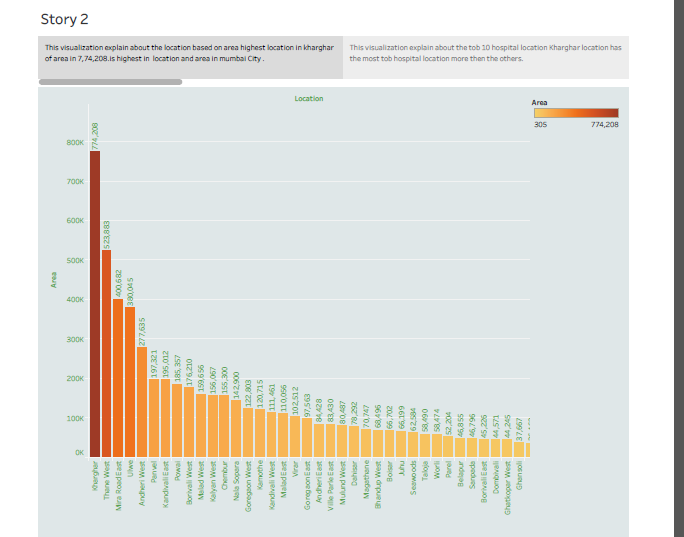 Story 2
This visualization explain about the location based on area highest location in kharghar
of area in 7,74,208.is highest in location and area in mumbai City .
This visualization explain about the tob 10 hospital location Kharghar location has
the most tob hospital location more then the others.
Location
Area
305
774,208
Area
800K
700K
600K
500K
400K
300K
200K
100K
0K
774,208
523,883
400,682
380,045
277,635
197,321
195,012
185,357
176,210
159,656
156,067
155,300
142,900
122,803
120,715
111,461
110,056
102,512
97,563
84,428
83,430
80,487
78,292
70,747
68,496
66,702
66,199
62,584
58,490
58,474
52,204
46,855
46,796
45,226
44,571
44,245
37,667
Kharghar
Thane West
Mira Road East
Ulwe
Andheri West
Panvel
Kandivali East
Powai
Borivali West
Malad West
Kalyan West
Chembur
Nala Sopara
Goregaon West
Kamothe
Kandivali West
Malad East
Virar
Goregaon East
Andheri East
Ville Parle East
Mulund West
Dahisar
Magathane
Bhandup West
Boisar
Juhu
Seawoods
Taloja
Worli
Parel
Belapur
Sanpada
Borivali East
Dombivali
Ghatkopar West
Ghansoli